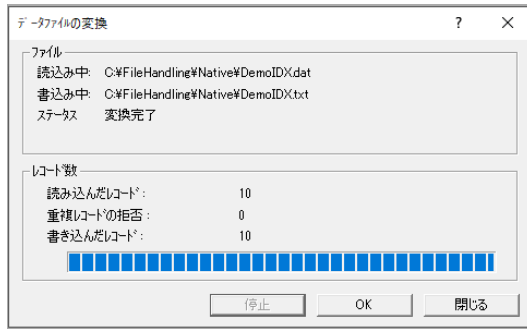 ﾃﾞｰﾀﾌｧｲﾙの変換 ? ×
ﾌｧｲﾙ
読込み中: C:¥FileHandling¥Native¥DemoIDX.dat
書込み中: C:¥FileHandling¥Native¥DemoIDX.txt
ｽﾃｰﾀｽ 変換完了
ﾚｺｰﾄﾞ数
読み込んだﾚｺｰﾄﾞ: 10
重複ﾚｺｰﾄﾞの拒否: 0
書き込んだﾚｺｰﾄﾞ: 10
停止 OK 閉じる